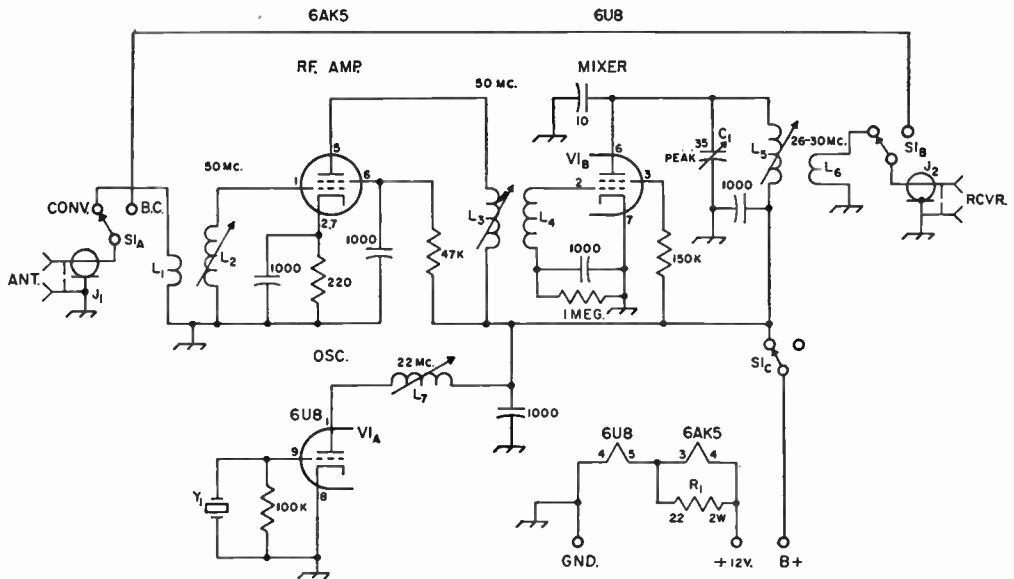 6AK5 6U8
RF. AMP. MIXER
50 MC.
10
5
6
35
C1
PEAK
26-30MC.
L5
S1B
J2
L6
RCVR.
50 MC.
1
6
V1B
2
3
CONV. B.C.
S1A
2,7
7
1000
L3
L4
1000
L1
L2
1000
220
47K
1000
150K
ANT.
J1
1 MEG.
OSC.
22 MC.
L7
S1C
1000
6U8
1
V1A
9
8
6U8 6AK5
4 5 3 4
Y1
100K
R1
22 2W
GND. +12V. B+